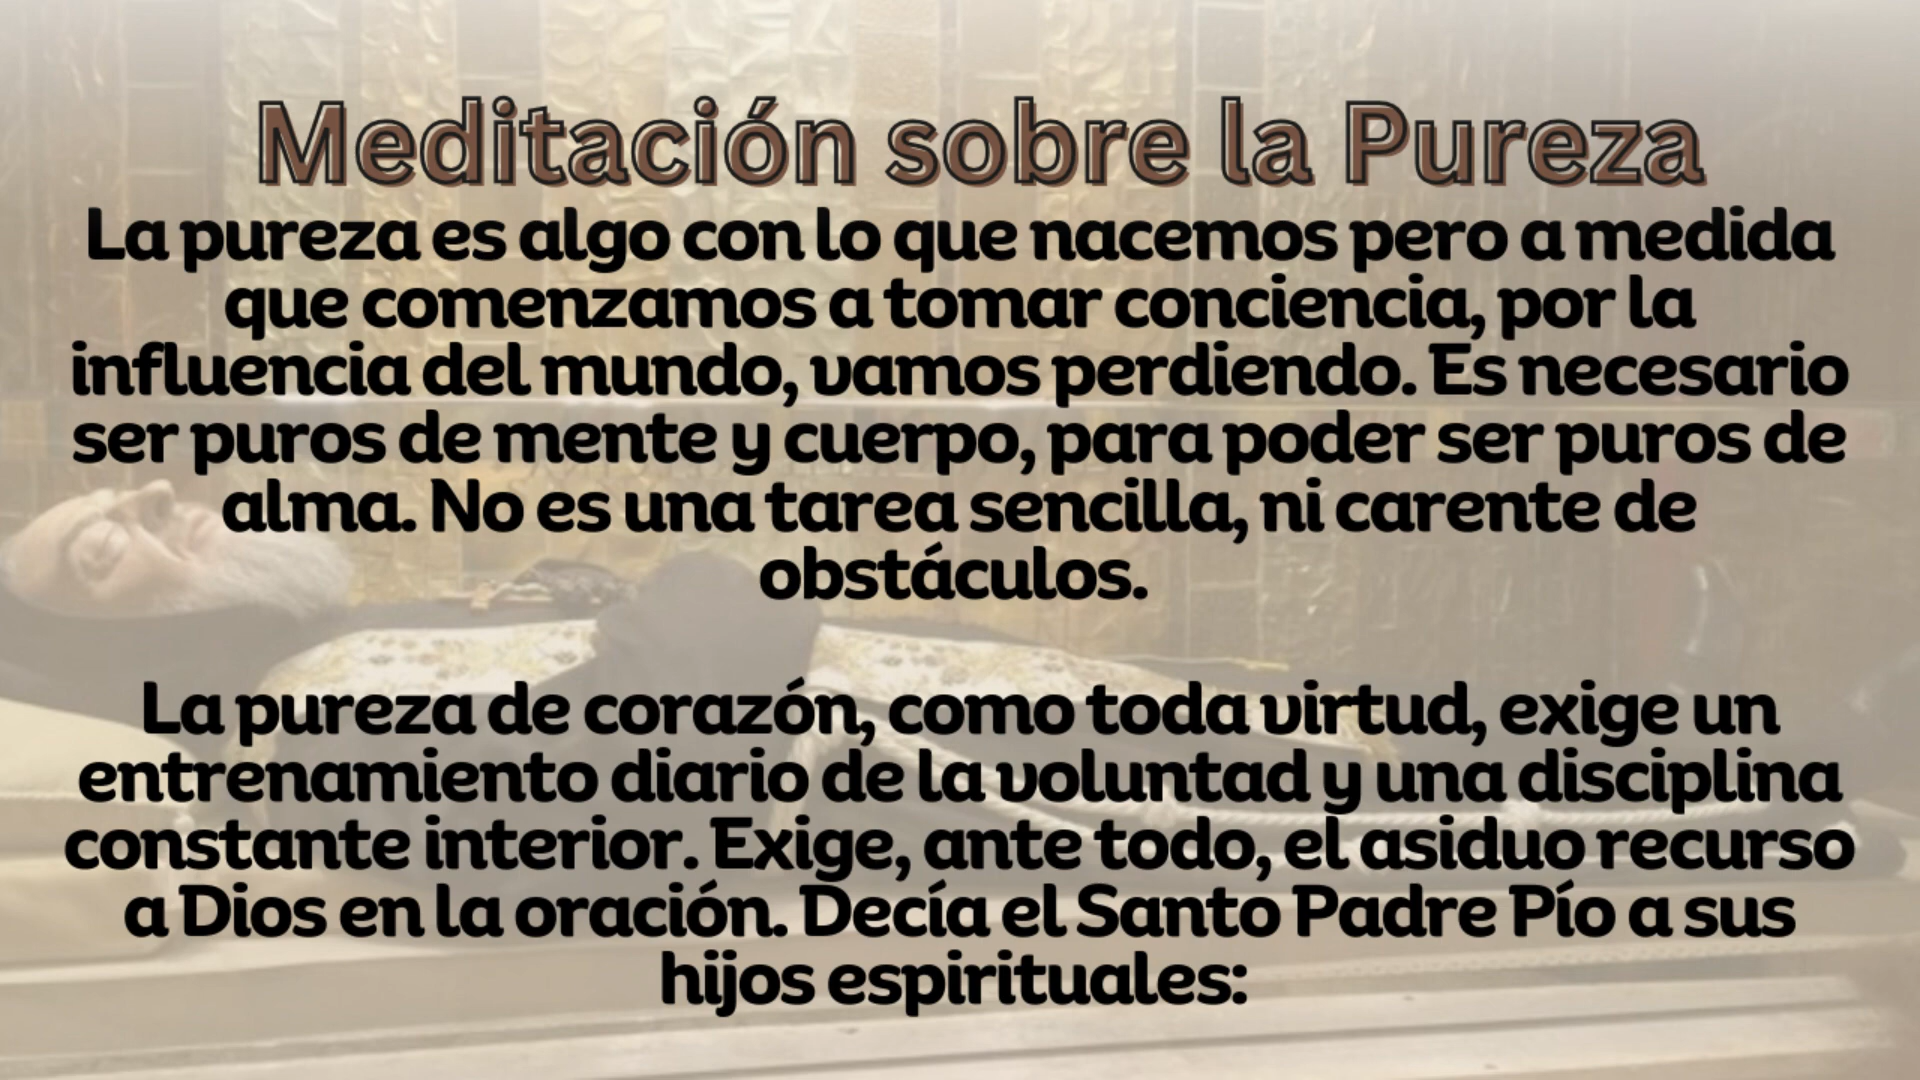 Meditación sobre la Pureza
La pureza es algo con lo que nacemos pero a medida
que comenzamos a tomar conciencia, por la
influencia del mundo, vamos perdiendo. Es necesario
ser puros de mente y cuerpo, para poder ser puros de
alma. No es una tarea sencilla, ni carente de
obstáculos.
La pureza de corazón, como toda virtud, exige un
entrenamiento diario de la voluntad y una disciplina
constante interior. Exige, ante todo, el asiduo recurso
a Dios en la oración. Decía el Santo Padre Pío a sus
hijos espirituales: